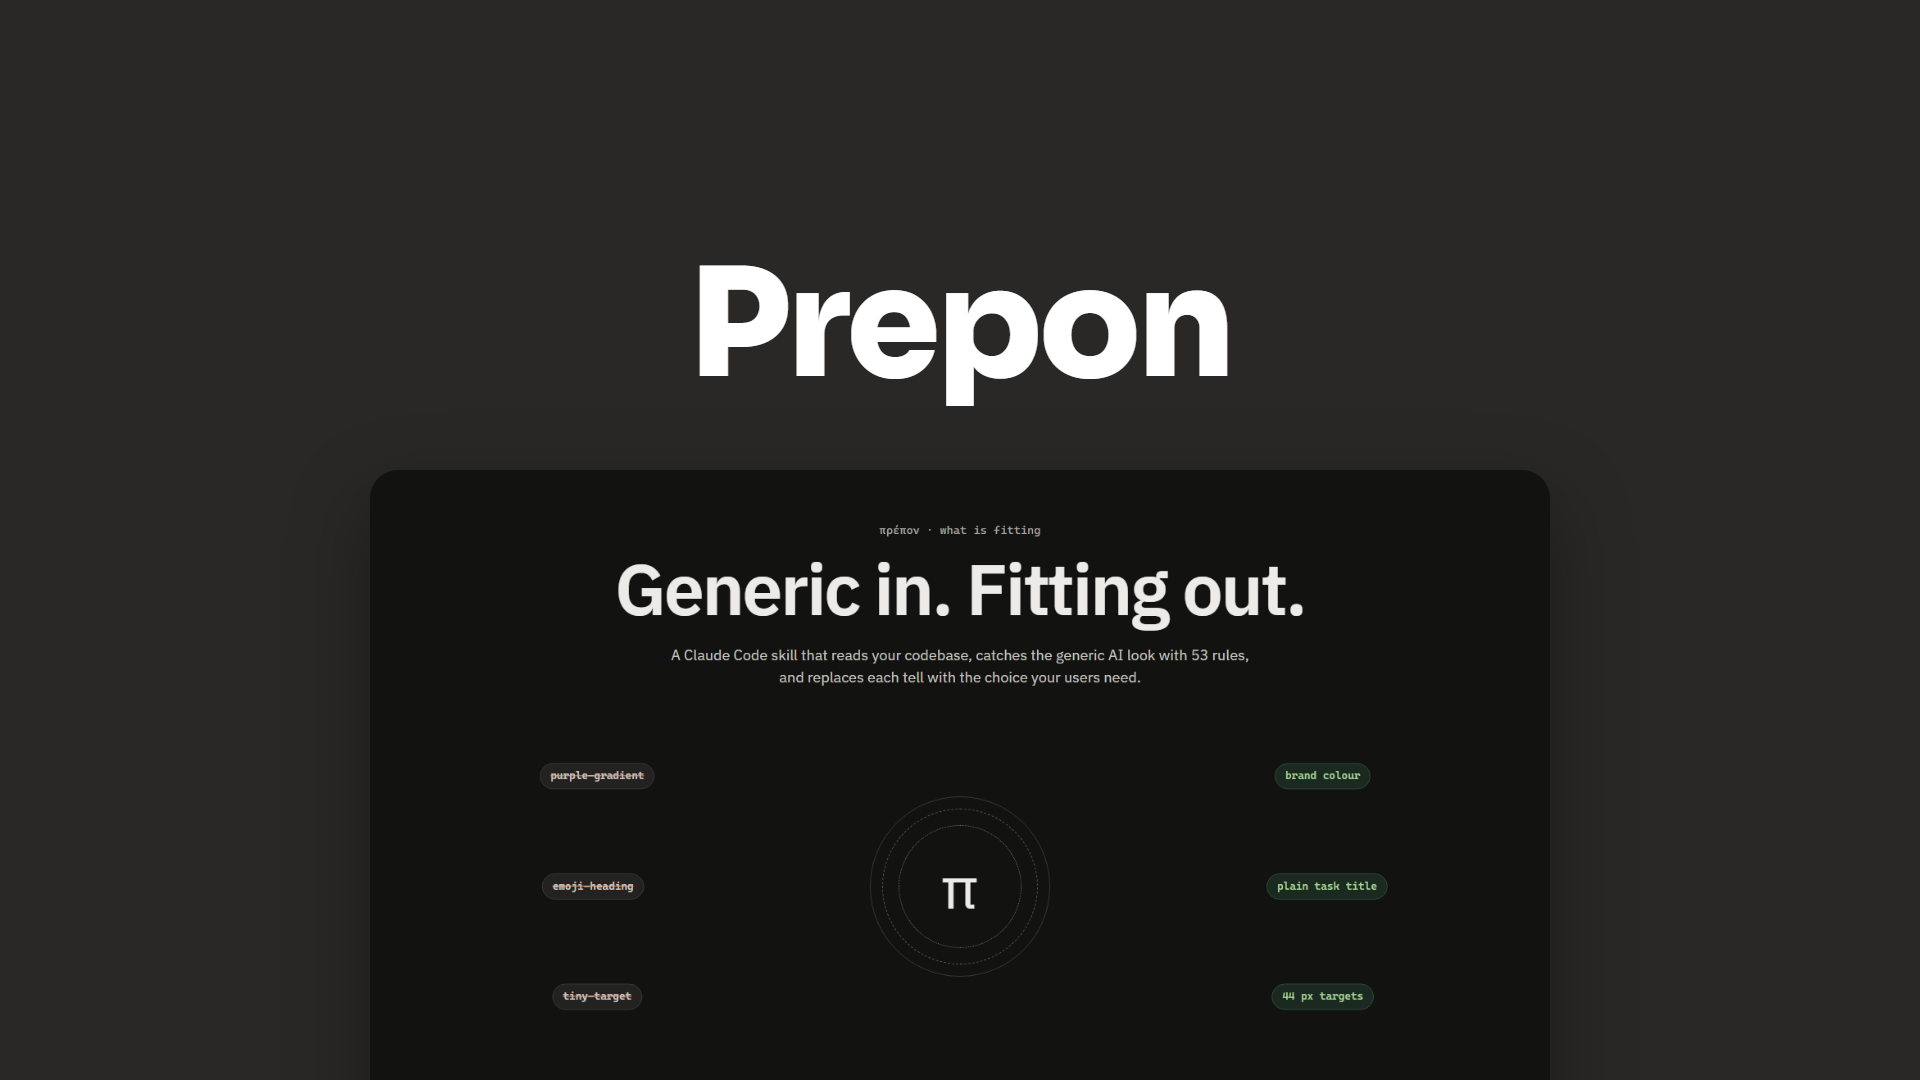 Prepon
πρέπον · what is fitting
Generic in. Fitting out.
A Claude Code skill that reads your codebase, catches the generic AI look with 53 rules,
and replaces each tell with the choice your users need.
purple-gradient
brand colour
π
emoji-heading
plain task title
tiny-target
44 px targets